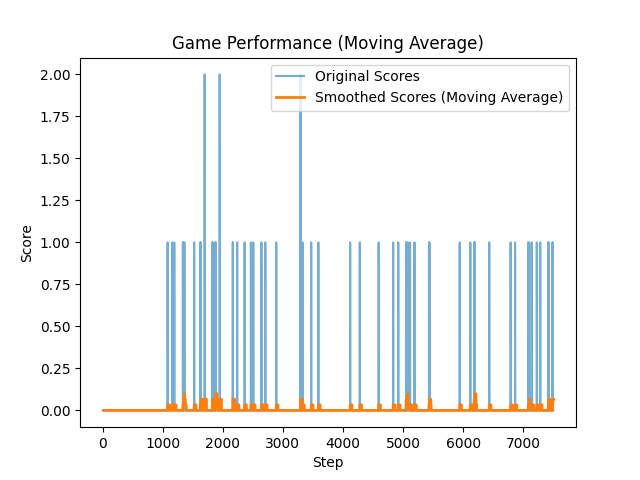 Game Performance (Moving Average)
Original Scores
Smoothed Scores (Moving Average)
2.00
1.75
1.50
1.25
1.00
0.75
0.50
0.25
0.00
Score
0 1000 2000 3000 4000 5000 6000 7000
Step